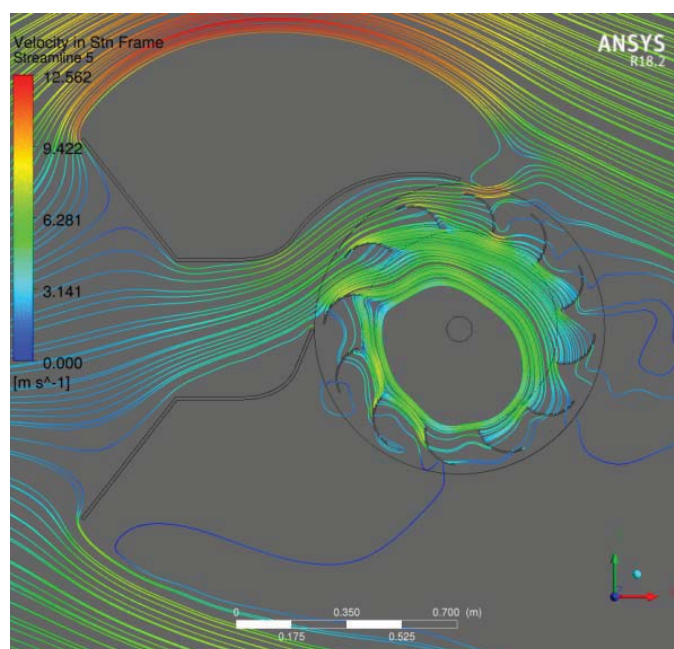 Velocity in Stn Frame
Streamline 5
12.562
9.422
6.281
3.141
0.000
[m s^-1]
ANSYS
R18.2
0 0.350 0.700 (m)
0.175 0.525